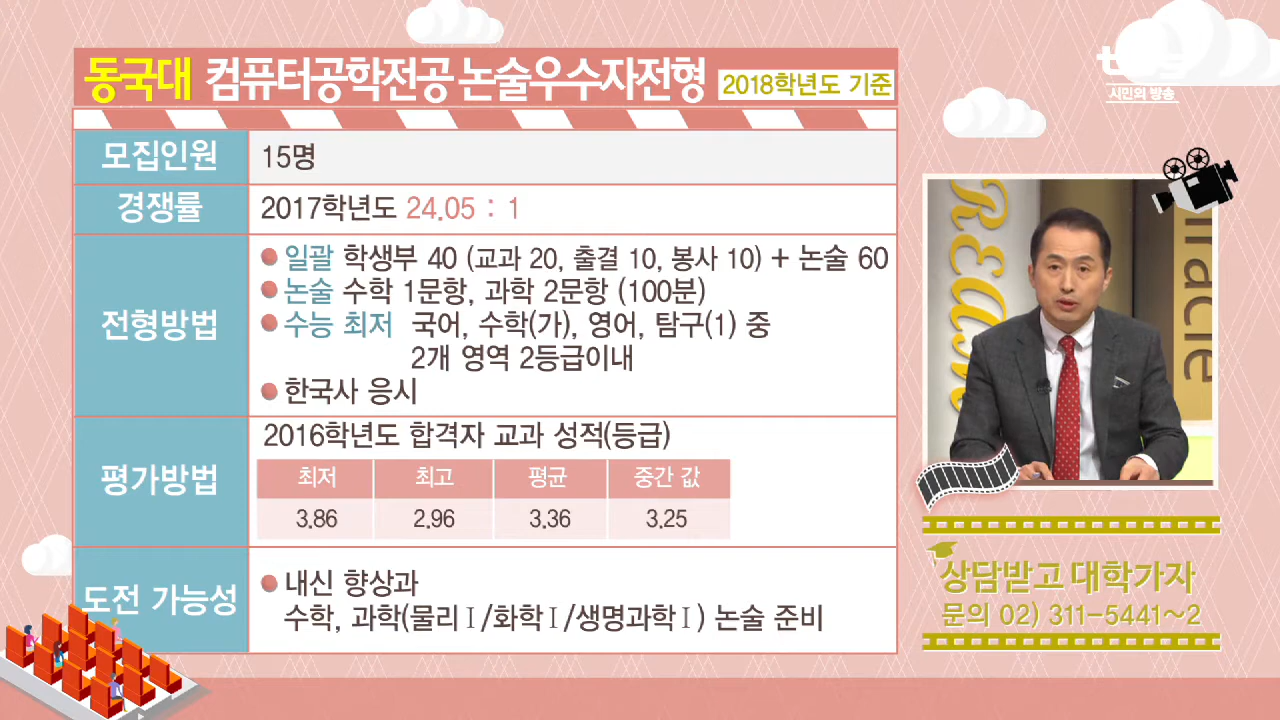 동국대 컴퓨터공학전공 논술우수자전형 2018학년도 기준
시민의 방송
모집인원 15명
경쟁률 2017학년도 24.05 : 1
전형방법
일괄 학생부 40 (교과 20, 출결 10, 봉사 10) + 논술 60
논술 수학 1문항, 과학 2문항 (100분)
수능 최저 국어, 수학(가), 영어, 탐구(1) 중
2개 영역 2등급이내
한국사 응시
평가방법
2016학년도 합격자 교과 성적(등급)
최저 최고 평균 중간 값
3.86 2.96 3.36 3.25
도전 가능성
내신 향상과
수학, 과학(물리Ⅰ/화학Ⅰ/생명과학Ⅰ) 논술 준비
상담받고 대학가자
문의 02) 311-5441~2